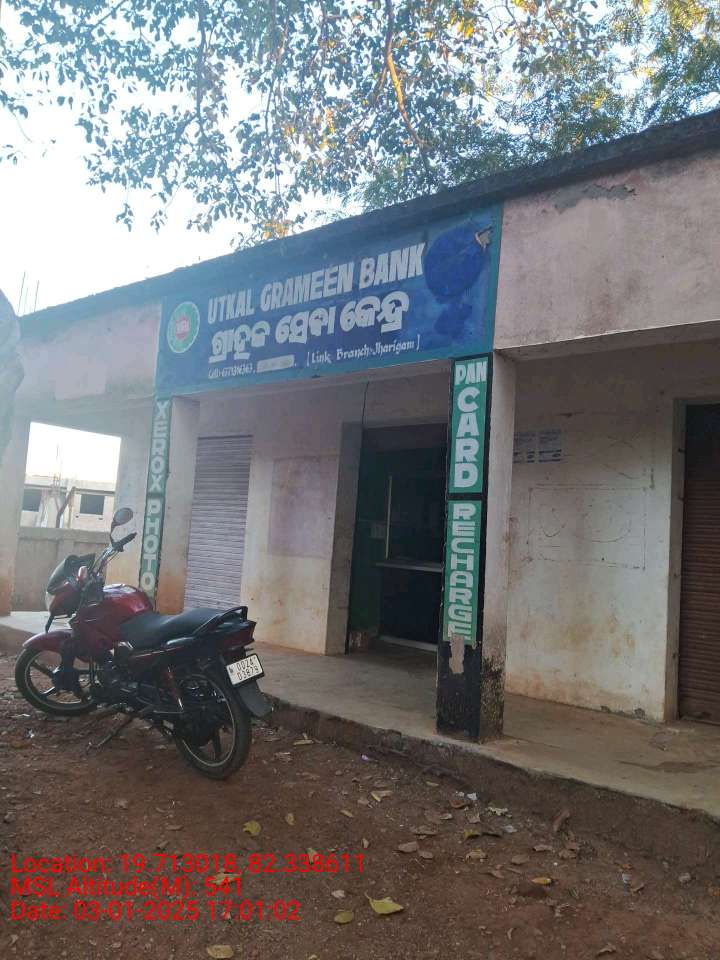 UTKAL GRAMEEN BANK
ଗ୍ରାହକ ସେବା କେନ୍ଦ୍ର
[Link Branch:-Jharigam]
XEROX PHOTO
PAN CARD
RECHARGE
Location: 19.713018, 82.338611
MSL Altitude(M): 541
Date: 03-01-2025 17:01:02